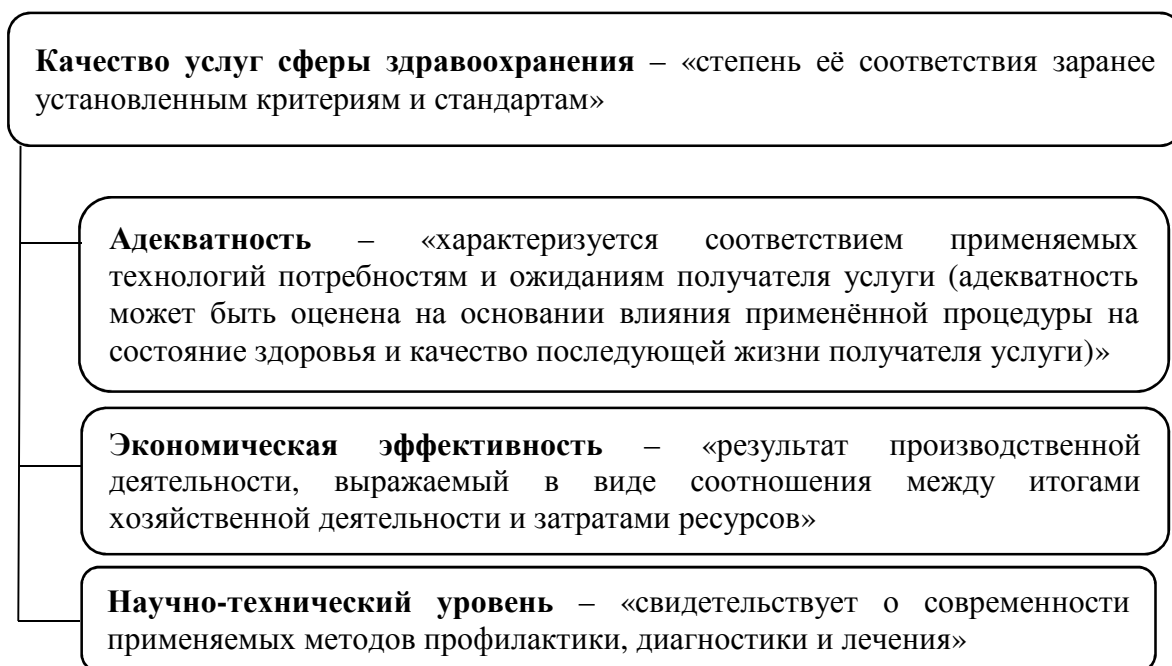 Качество услуг сферы здравоохранения – «степень её соответствия заранее
установленным критериям и стандартам»
Адекватность – «характеризуется соответствием применяемых
технологий потребностям и ожиданиям получателя услуги (адекватность
может быть оценена на основании влияния применённой процедуры на
состояние здоровья и качество последующей жизни получателя услуги)»
Экономическая эффективность – «результат производственной
деятельности, выражаемый в виде соотношения между итогами
хозяйственной деятельности и затратами ресурсов»
Научно-технический уровень – «свидетельствует о современности
применяемых методов профилактики, диагностики и лечения»